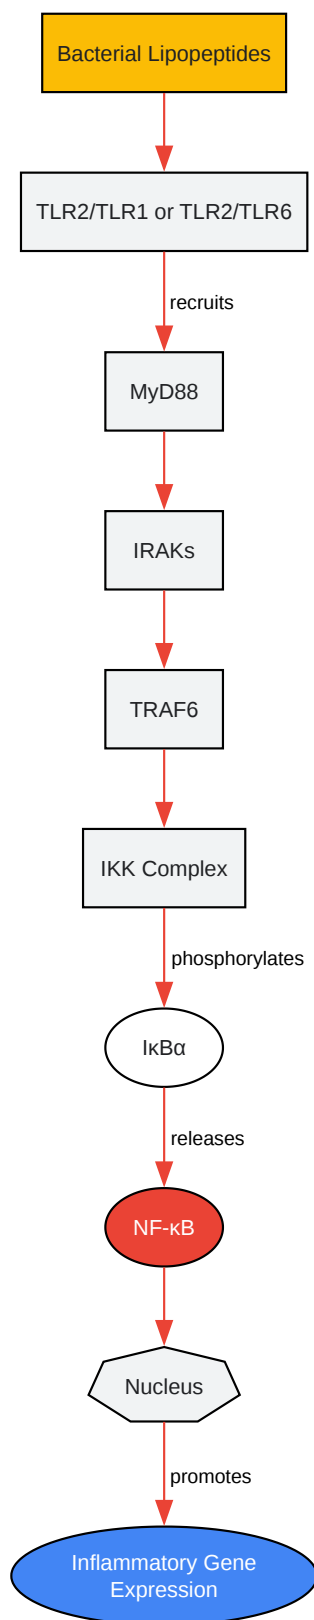 Bacterial Lipopeptides
TLR2/TLR1 or TLR2/TLR6
recruits
MyD88
IRAKs
TRAF6
IKK Complex
phosphorylates
IκBα
releases
NF-κB
Nucleus
promotes
Inflammatory Gene
Expression